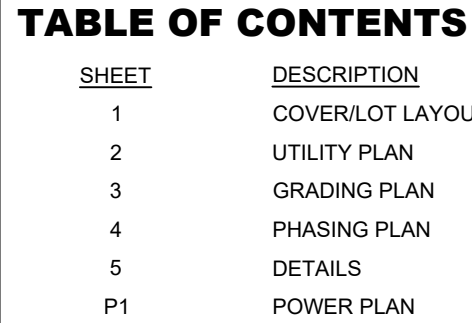 TABLE OF CONTENTS
SHEET DESCRIPTION
1 COVER/LOT LAYOU
2 UTILITY PLAN
3 GRADING PLAN
4 PHASING PLAN
5 DETAILS
P1 POWER PLAN